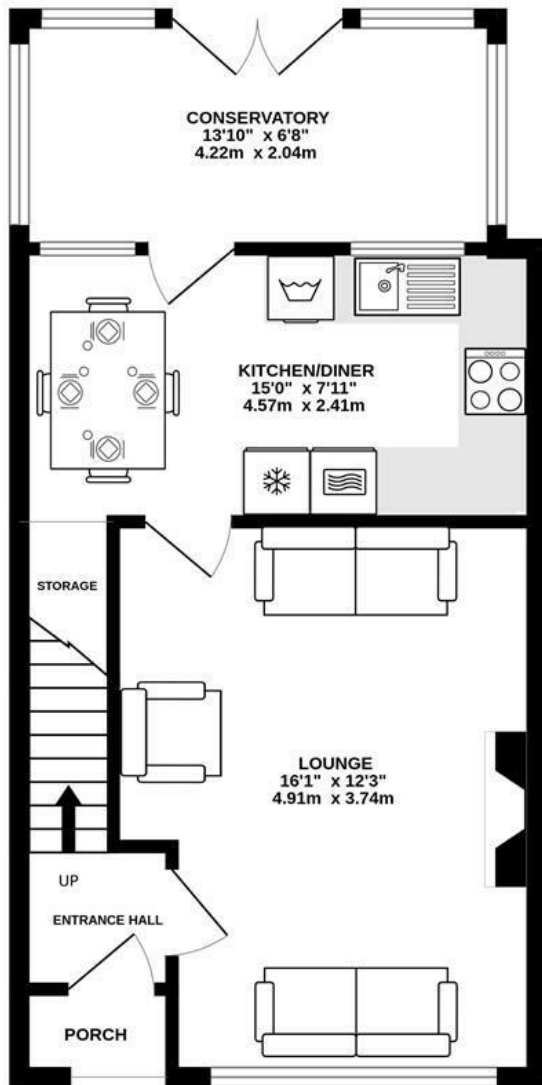 CONSERVATORY
13'10" x 6'8"
4.22m x 2.04m
KITCHEN/DINER
15'0" x 7'11"
4.57m x 2.41m
STORAGE
LOUNGE
16'1" x 12'3"
4.91m x 3.74m
UP
ENTRANCE HALL
PORCH